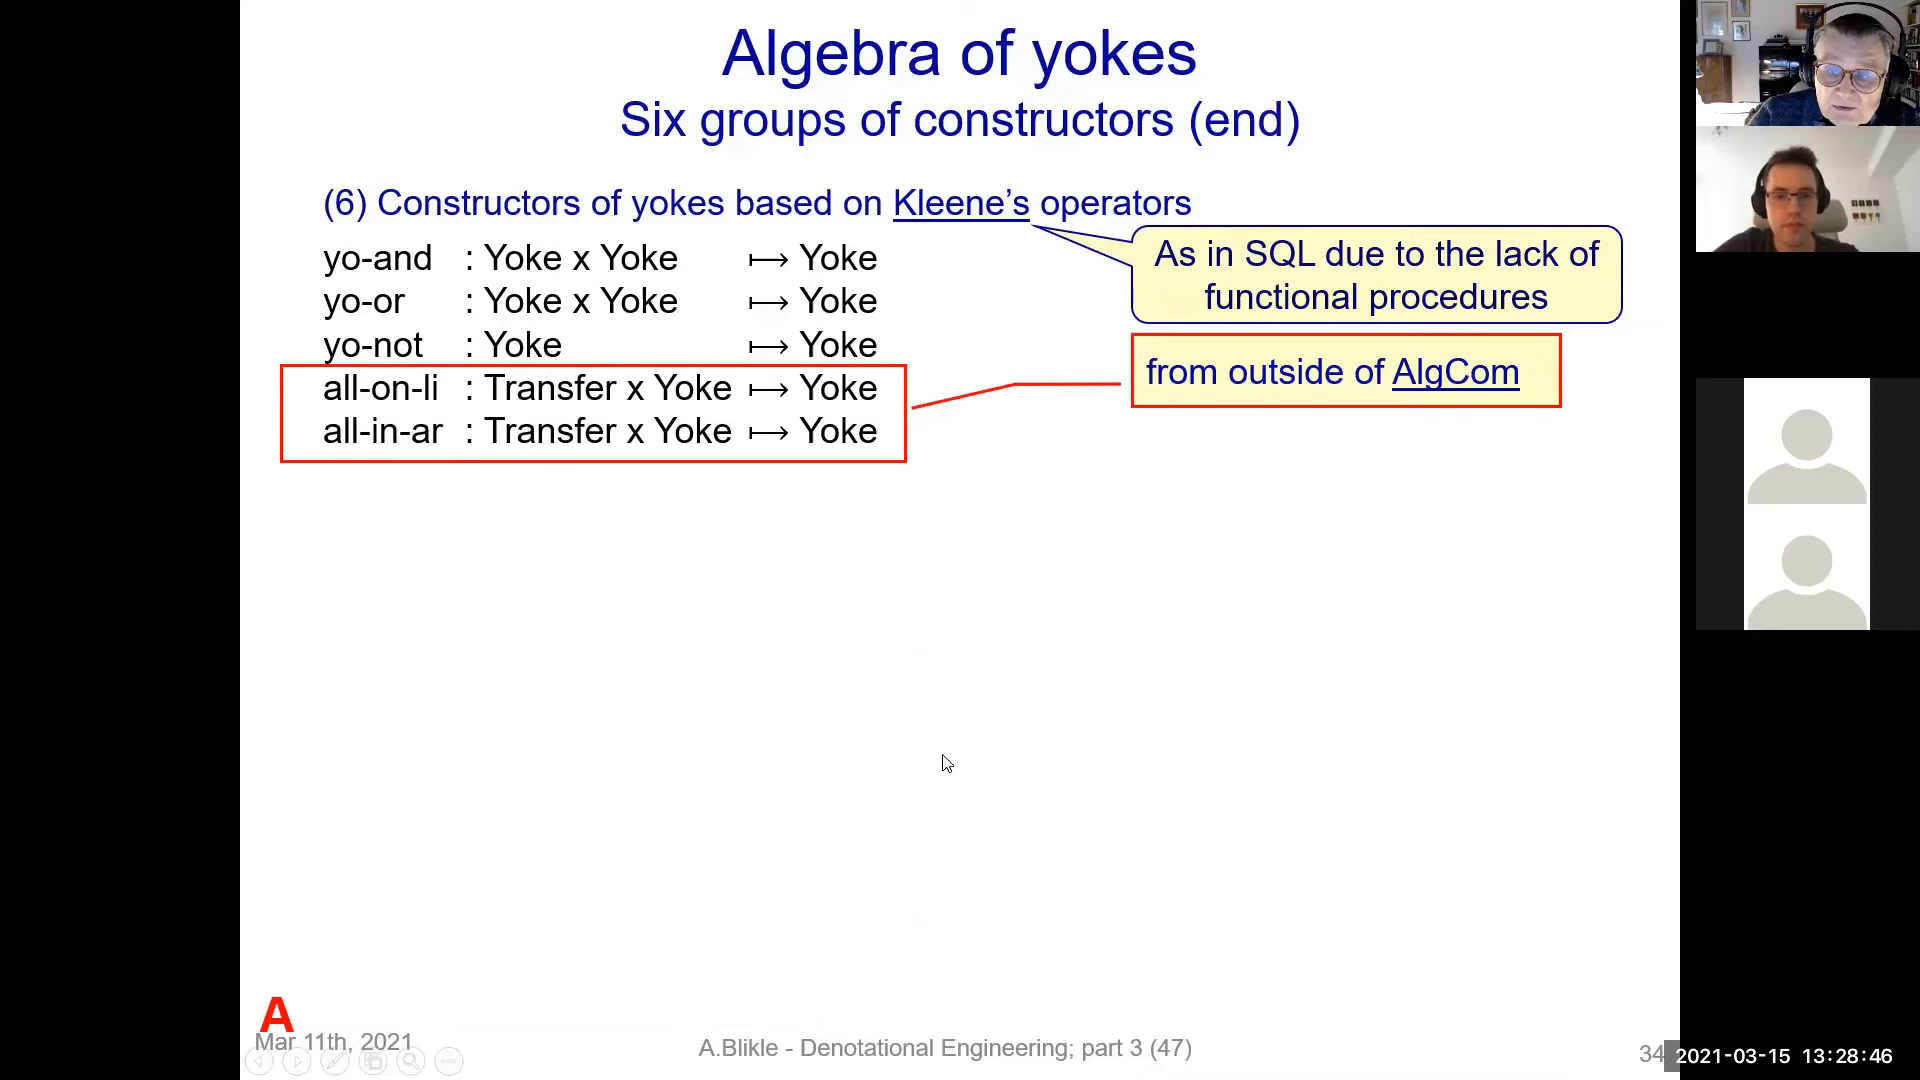 Algebra of yokes
Six groups of constructors (end)
(6) Constructors of yokes based on Kleene's operators
yo-and : Yoke x Yoke ↦ Yoke
yo-or : Yoke x Yoke ↦ Yoke
yo-not : Yoke ↦ Yoke
all-on-li : Transfer x Yoke ↦ Yoke
all-in-ar : Transfer x Yoke ↦ Yoke
As in SQL due to the lack of
functional procedures
from outside of AlgCom
A
Mar 11th, 2021
A.Blikle - Denotational Engineering; part 3 (47)
34
2021-03-15 13:28:46